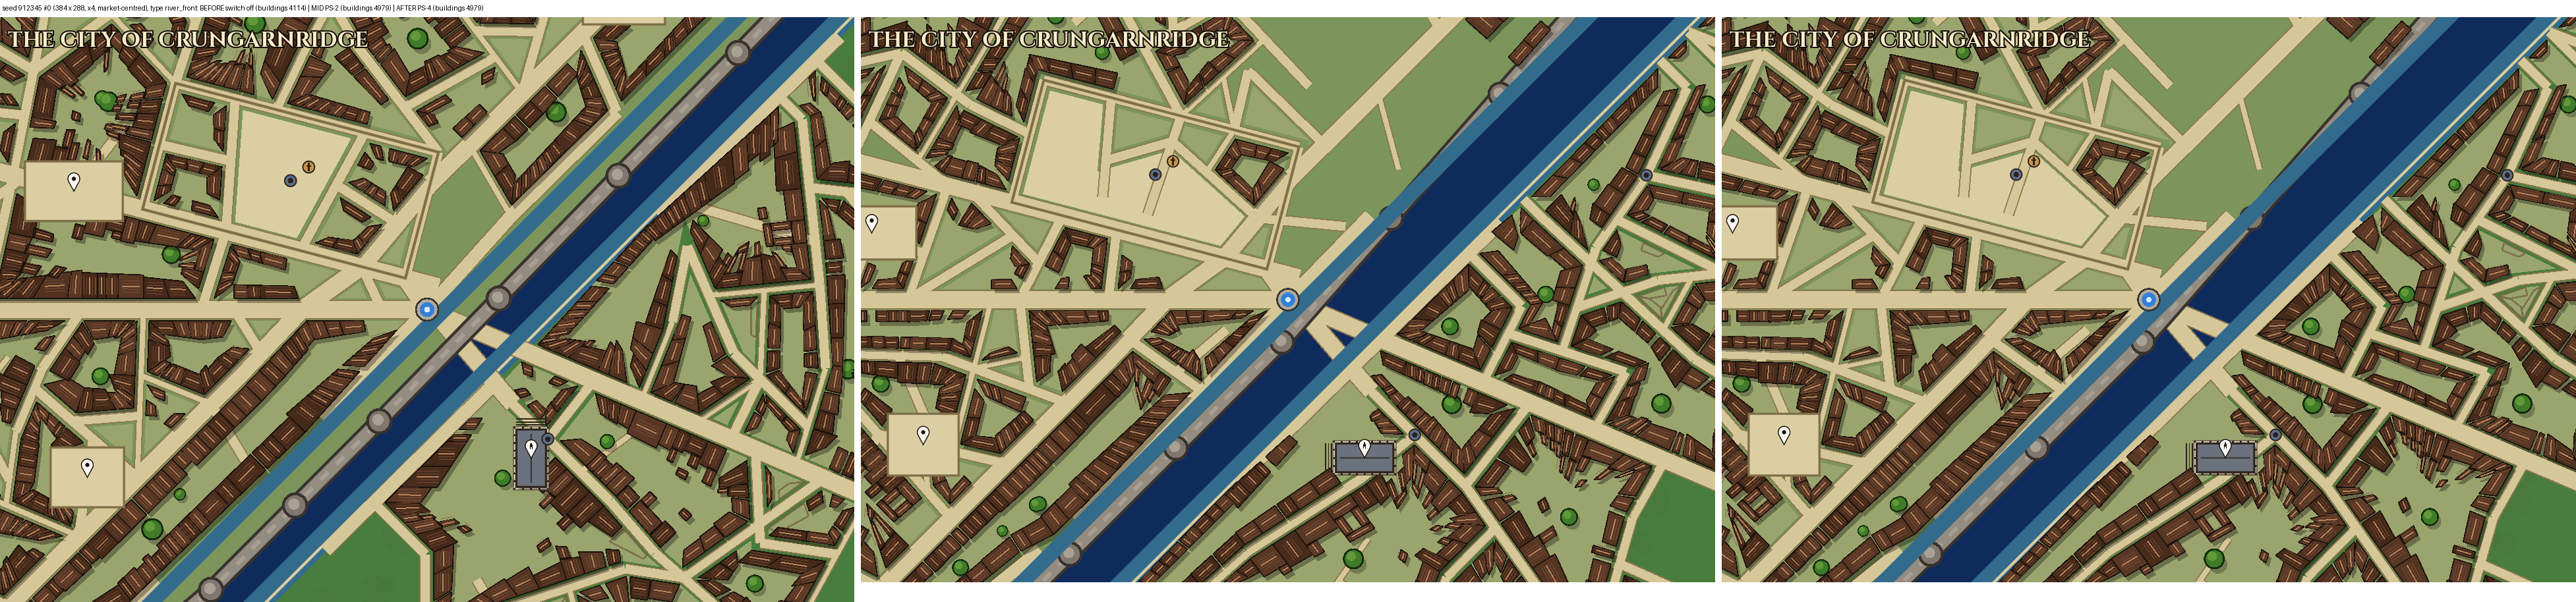 seed 912345 #0 (384 x 288, x4, market-centred), type river_front. BEFORE switch off (buildings 4114) | MID PS-2 (buildings 4979) | AFTER PS-4 (buildings 4979)
THE CITY OF CRUNGARNRIDGE
THE CITY OF CRUNGARNRIDGE
THE CITY OF CRUNGARNRIDGE